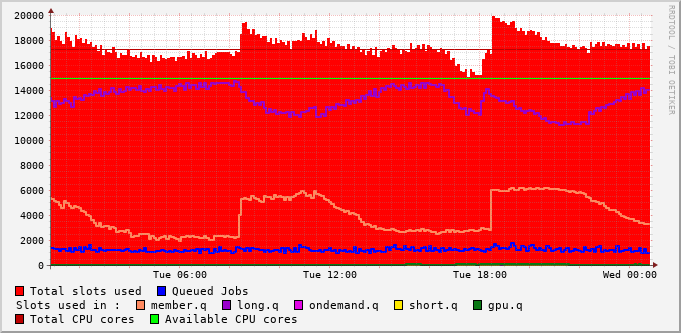 20000
18000
16000
14000
12000
10000
8000
6000
4000
2000
0
Tue 06:00 Tue 12:00 Tue 18:00 Wed 00:00
RRDTOOL / TOBI OETIKER
Total slots used Queued Jobs
Slots used in : member.q long.q ondemand.q short.q gpu.q
Total CPU cores Available CPU cores